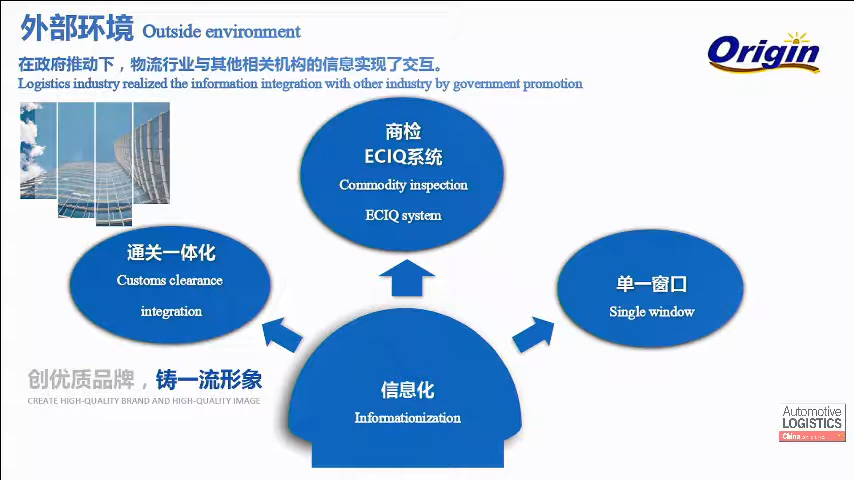 外部环境 Outside environment
在政府推动下，物流行业与其他相关机构的信息实现了交互。
Logistics industry realized the information integration with other industry by government promotion
Origin
商检
ECIQ系统
Commodity inspection
ECIQ system
通关一体化
Customs clearance
integration
单一窗口
Single window
信息化
Informationization
创优质品牌，铸一流形象
CREATE HIGH-QUALITY BRAND AND HIGH-QUALITY IMAGE
Automotive
LOGISTICS
China